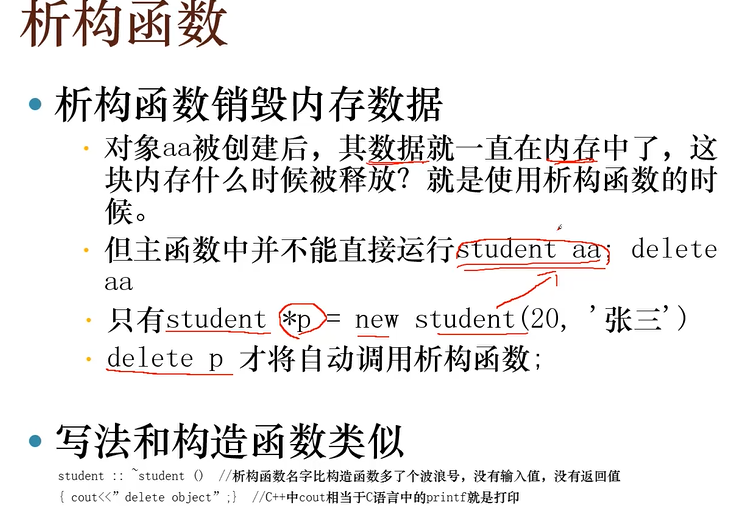 析构函数
析构函数销毁内存数据
对象aa被创建后，其数据就一直在内存中了，这
块内存什么时候被释放？就是使用析构函数的时
候。
但主函数中并不能直接运行student aa; delete
aa
只有student *p = new student(20, '张三')
delete p 才将自动调用析构函数;
写法和构造函数类似
student :: ~student () //析构函数名字比构造函数多了个波浪号，没有输入值，没有返回值
{ cout<<”delete object”;} //C++中cout相当于C语言中的printf就是打印